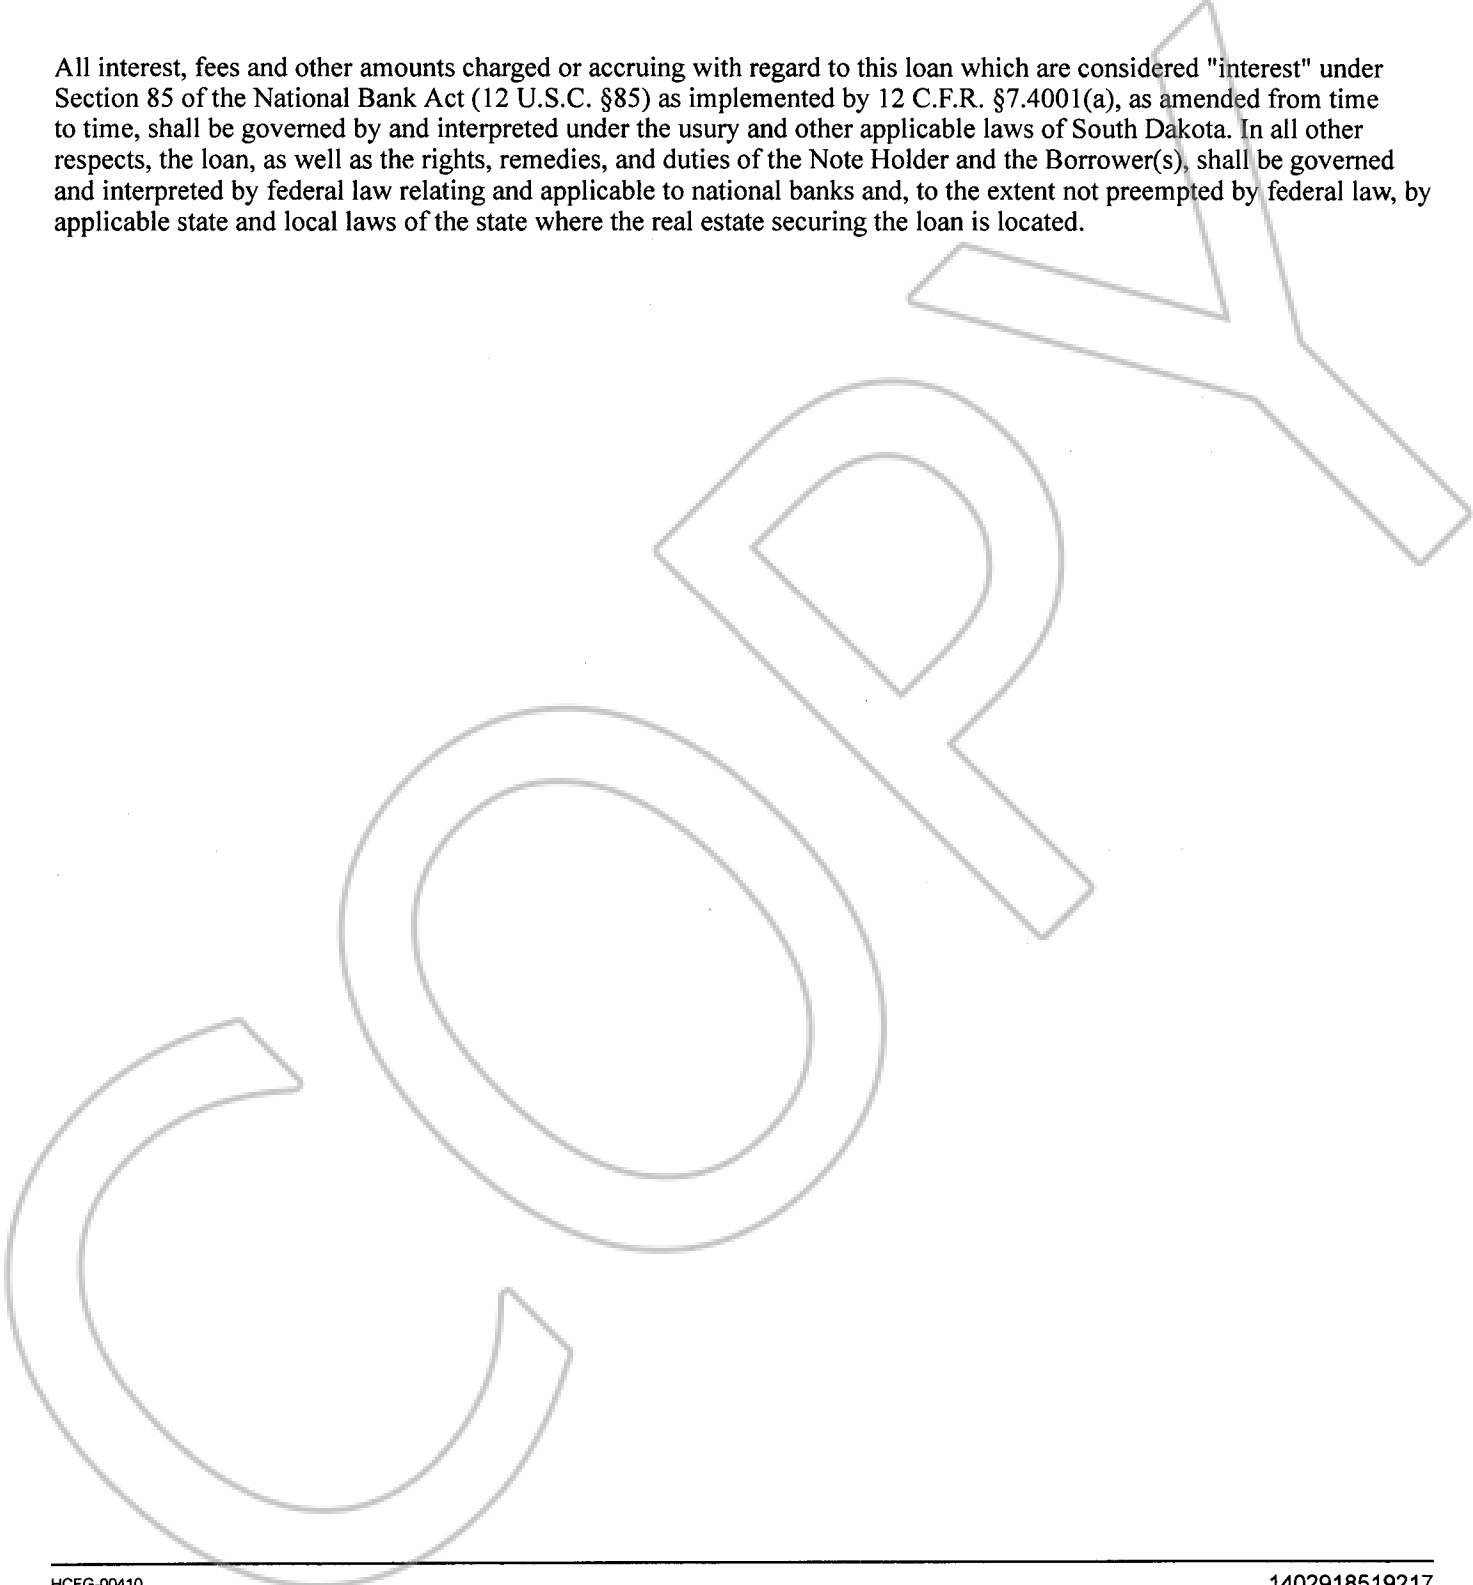 All interest, fees and other amounts charged or accruing with regard to this loan which are considered "interest" under
Section 85 of the National Bank Act (12 U.S.C. §85) as implemented by 12 C.F.R. §7.4001(a), as amended from time
to time, shall be governed by and interpreted under the usury and other applicable laws of South Dakota. In all other
respects, the loan, as well as the rights, remedies, and duties of the Note Holder and the Borrower(s), shall be governed
and interpreted by federal law relating and applicable to national banks and, to the extent not preempted by federal law, by
applicable state and local laws of the state where the real estate securing the loan is located.
COPY
HCFG-00410
1402918519217